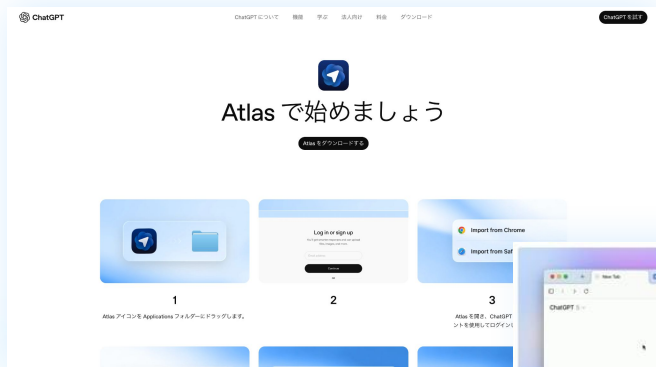 ChatGPT
ChatGPT について 機能 学ぶ 法人向け 料金 ダウンロード
ChatGPT を試す
Atlas で始めましょう
Atlas をダウンロードする
Log in or sign up
Continue
Import from Chrome
Import from Saf
1
2
3
Atlas アイコンを Applications フォルダーにドラッグします。
Atlas を開き、ChatGPT
ントを使用してログイン
New Tab
ChatGPT 5